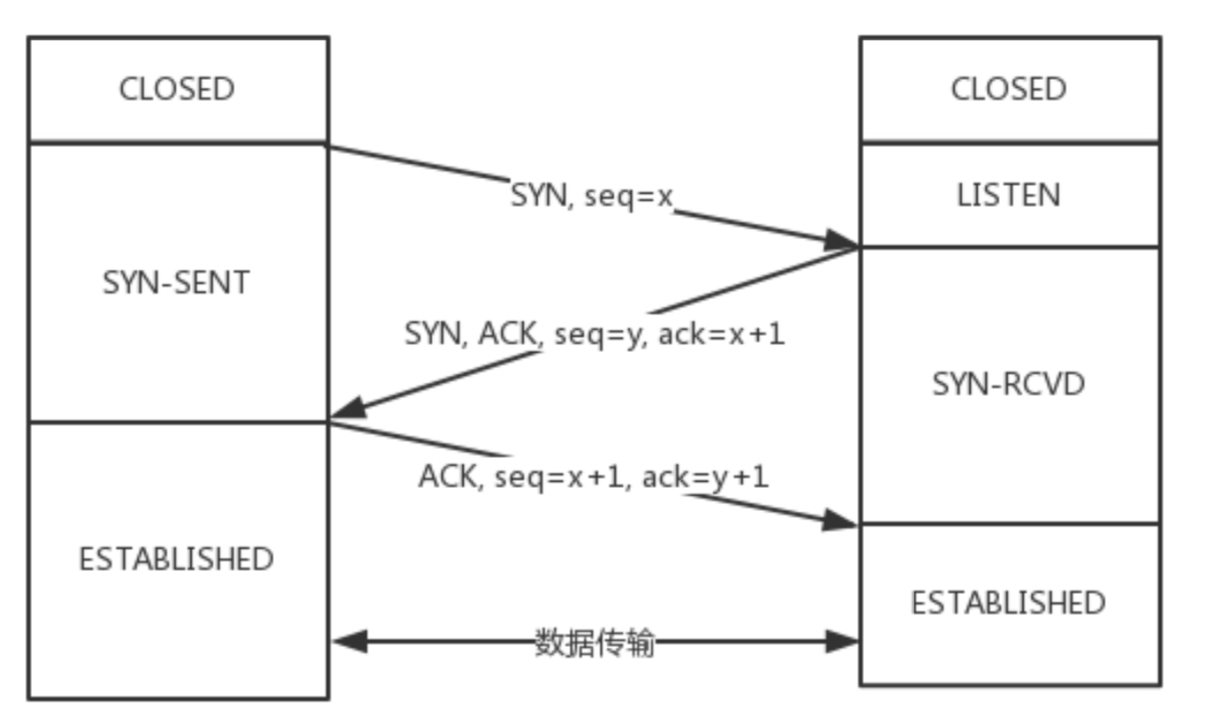 CLOSED
CLOSED
SYN, seq=x
LISTEN
SYN-SENT
SYN, ACK, seq=y, ack=x+1
SYN-RCVD
ACK, seq=x+1, ack=y+1
ESTABLISHED
ESTABLISHED
数据传输